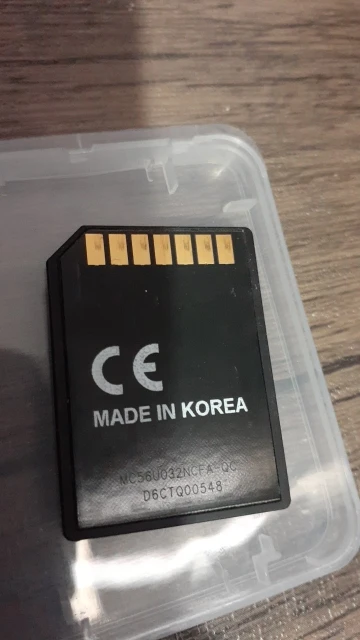 CE
MADE IN KOREA
MC56U032NCFA-QC
D6CTQ00548